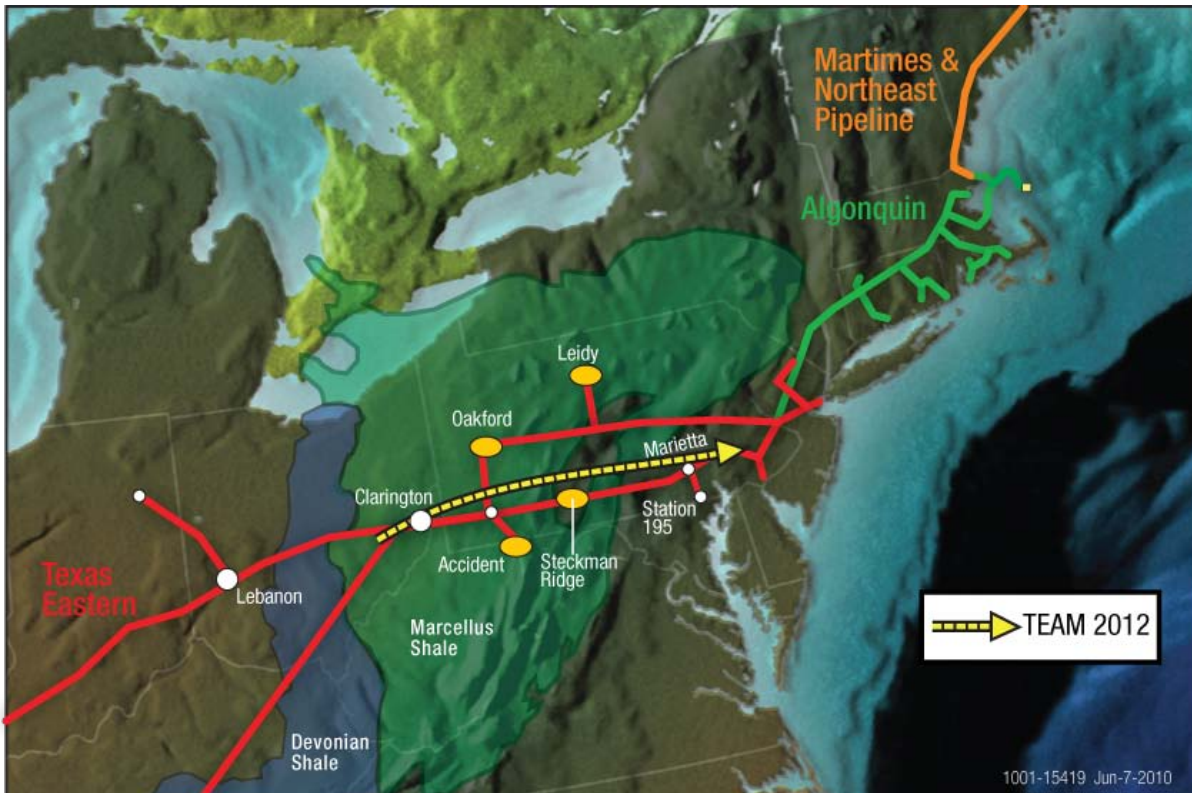 Martimes &
Northeast
Pipeline
Algonquin
Leidy
Oakford
Marietta
Clarington
Station
195
Accident
Steckman
Ridge
Texas
Eastern
Lebanon
Marcellus
Shale
TEAM 2012
Devonian
Shale
1001-15419 Jun-7-2010